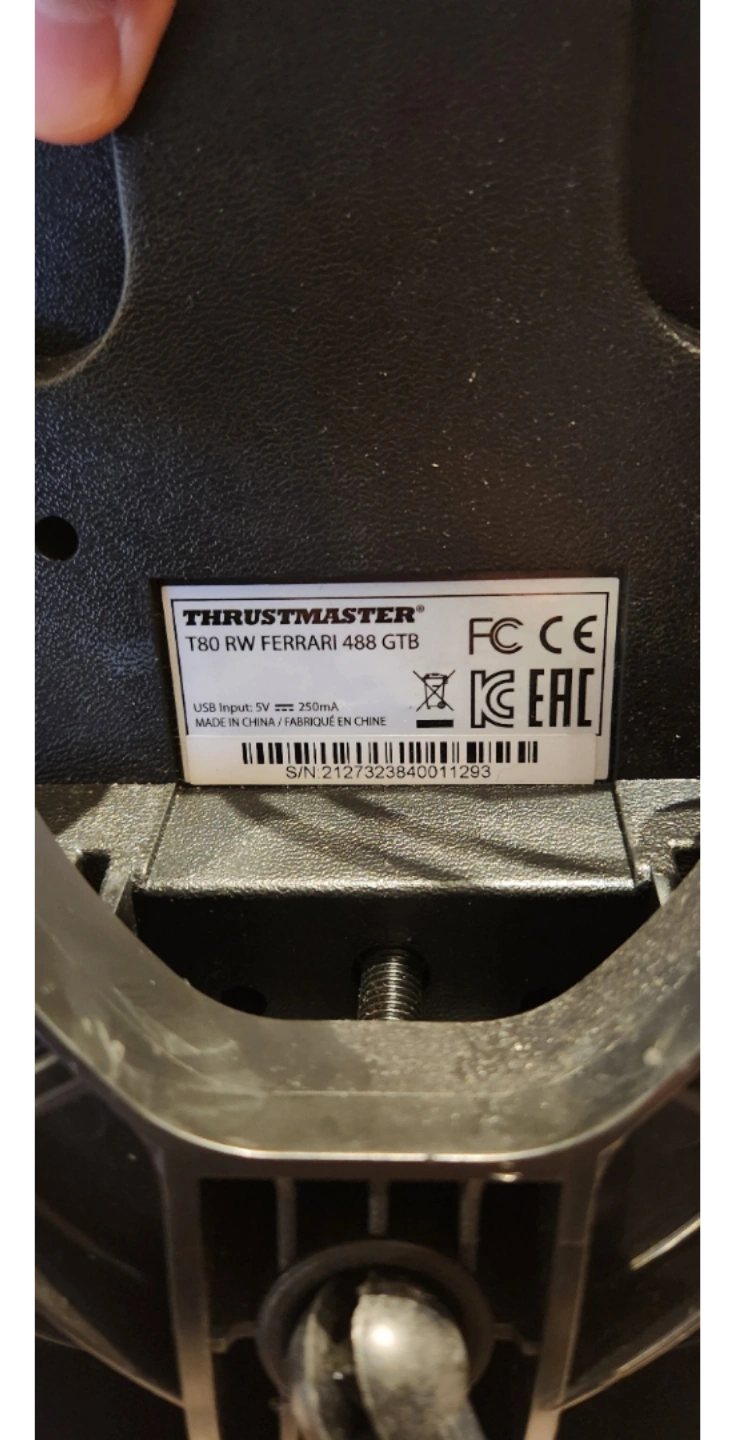 THRUSTMASTER®
T80 RW FERRARI 488 GTB
FC CE
KC EAC
USB Input: 5V ⎓ 250mA
MADE IN CHINA / FABRIQUÉ EN CHINE
S/N:2127323840011293